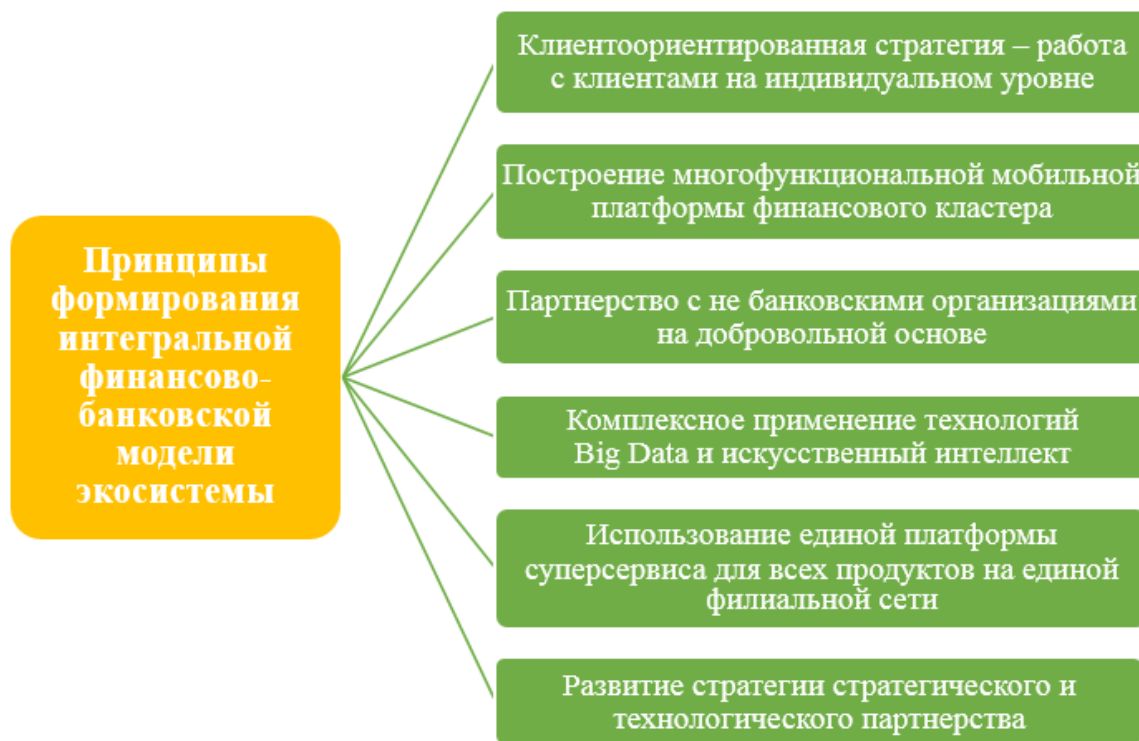 Принципы
формирования
интегральной
финансово-
банковской
модели
экосистемы
Клиентоориентированная стратегия – работа
с клиентами на индивидуальном уровне
Построение многофункциональной мобильной
платформы финансового кластера
Партнерство с не банковскими организациями
на добровольной основе
Комплексное применение технологий
Big Data и искусственный интеллект
Использование единой платформы
суперсервиса для всех продуктов на единой
филиальной сети
Развитие стратегии стратегического и
технологического партнерства